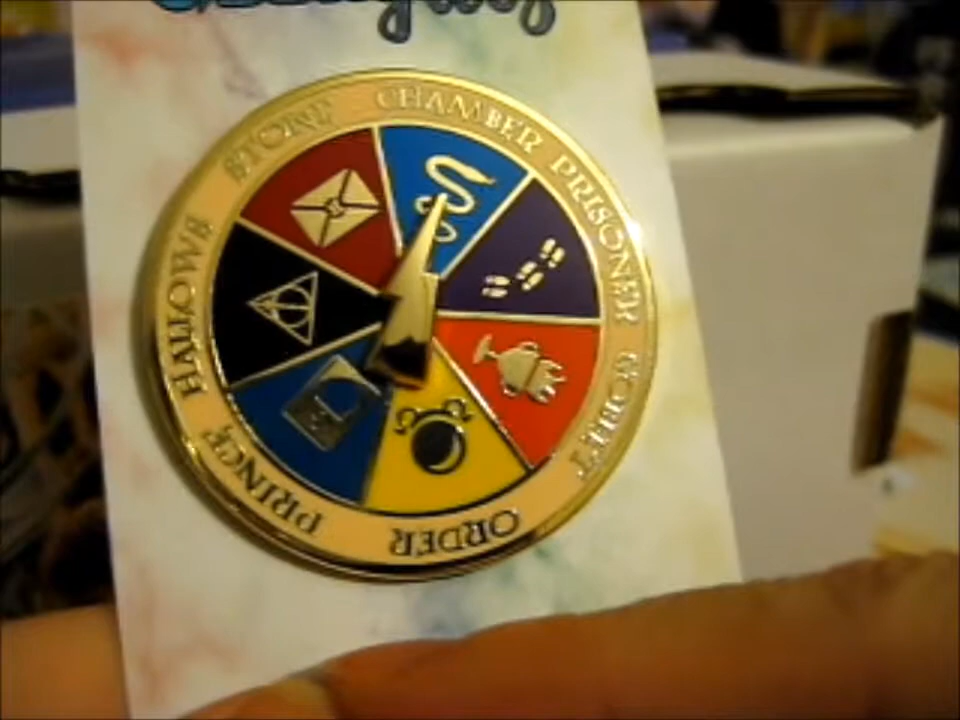 STONE
CHAMBER
PRISONER
GOBLET
ORDER
PRINCE
HALLOWS